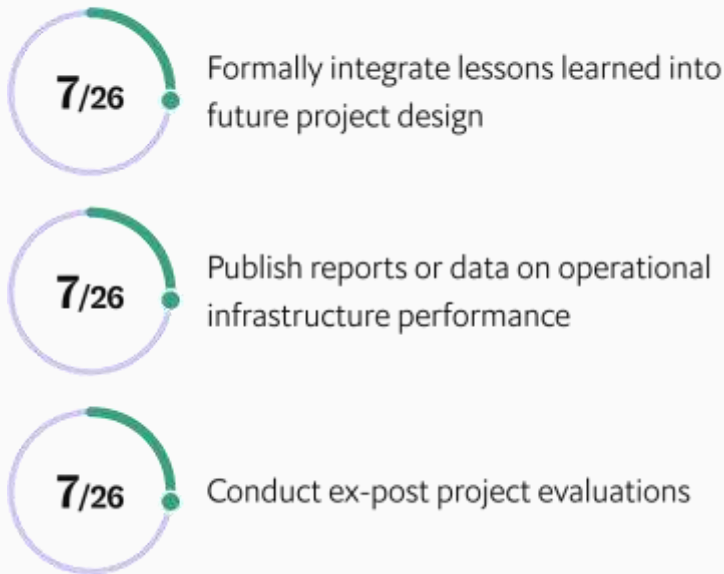 7/26
Formally integrate lessons learned into
future project design
7/26
Publish reports or data on operational
infrastructure performance
7/26
Conduct ex-post project evaluations